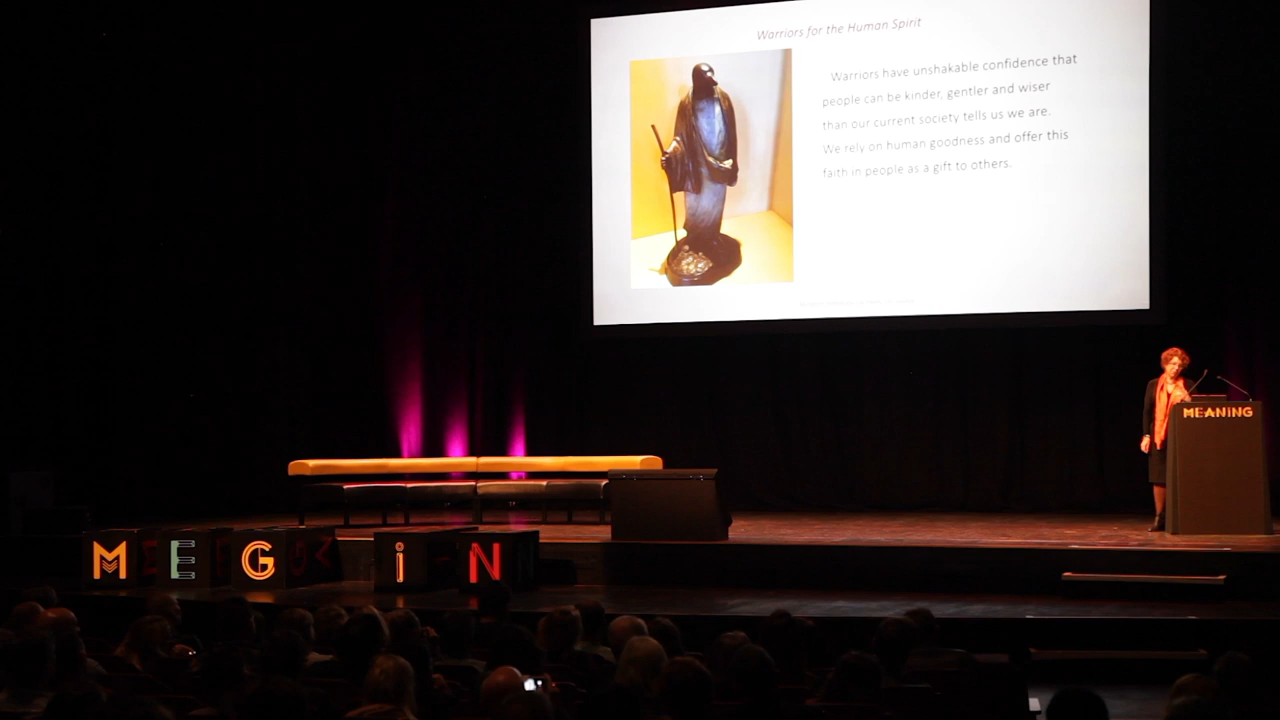 Warriors for the Human Spirit
Warriors have unshakable confidence that
people can be kinder, gentler and wiser
than our current society tells us we are.
We rely on human goodness and offer this
faith in people as a gift to others.
MEANING
M E G i N